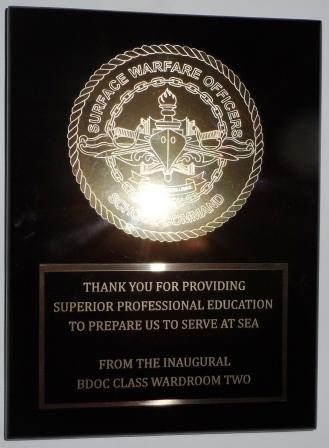 SURFACE WARFARE OFFICERS
SCHOOL COMMAND
THANK YOU FOR PROVIDING
SUPERIOR PROFESSIONAL EDUCATION
TO PREPARE US TO SERVE AT SEA
FROM THE INAUGURAL
BDOC CLASS WARDROOM TWO